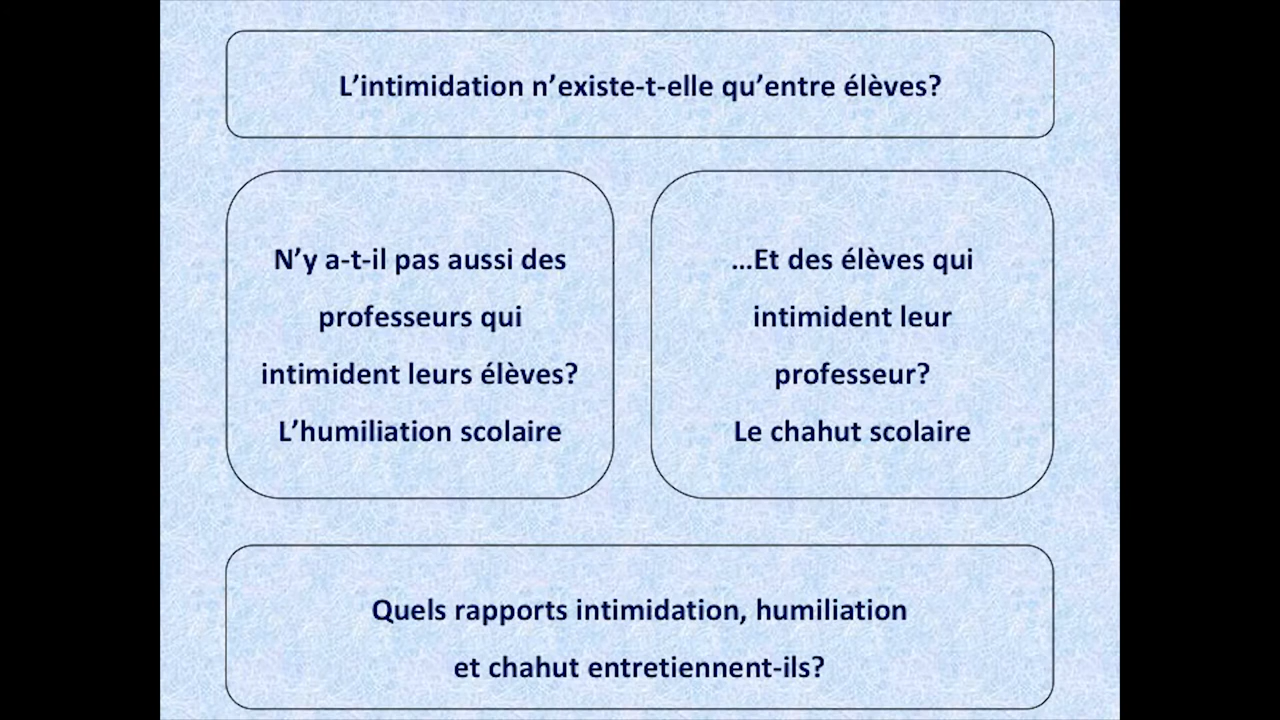 L’intimidation n’existe-t-elle qu’entre élèves?
N’y a-t-il pas aussi des
professeurs qui
intimident leurs élèves?
L’humiliation scolaire
…Et des élèves qui
intimident leur
professeur?
Le chahut scolaire
Quels rapports intimidation, humiliation
et chahut entretiennent-ils?